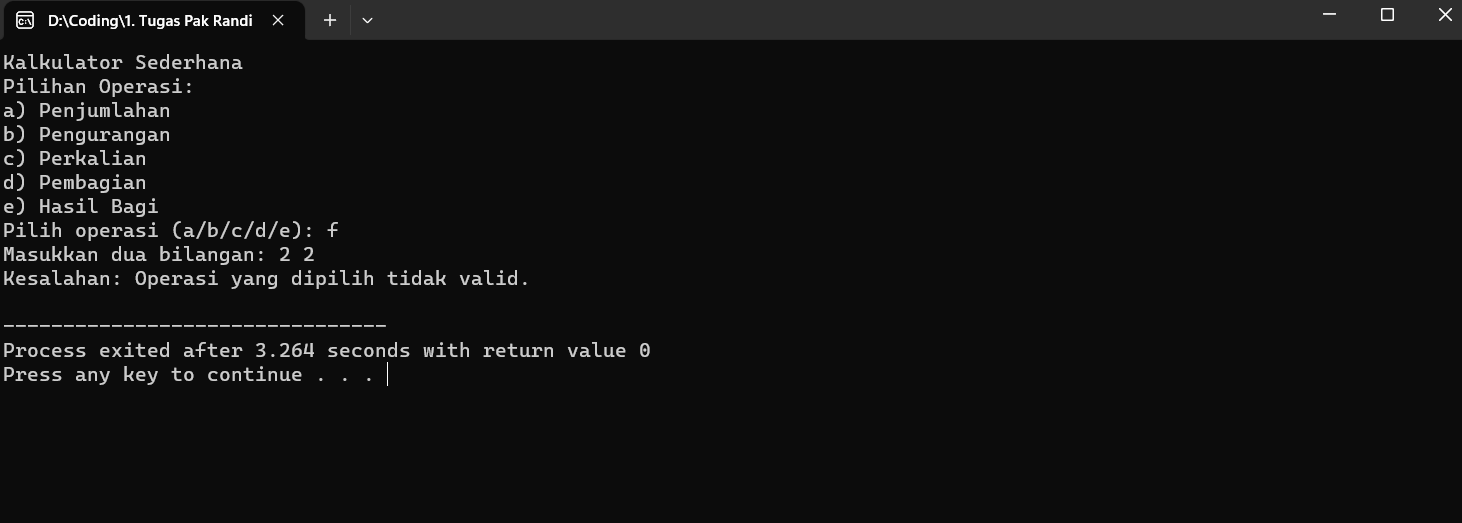 D:\Coding\1. Tugas Pak Randi
Kalkulator Sederhana
Pilihan Operasi:
a) Penjumlahan
b) Pengurangan
c) Perkalian
d) Pembagian
e) Hasil Bagi
Pilih operasi (a/b/c/d/e): f
Masukkan dua bilangan: 2 2
Kesalahan: Operasi yang dipilih tidak valid.
--------------------------------
Process exited after 3.264 seconds with return value 0
Press any key to continue . . .